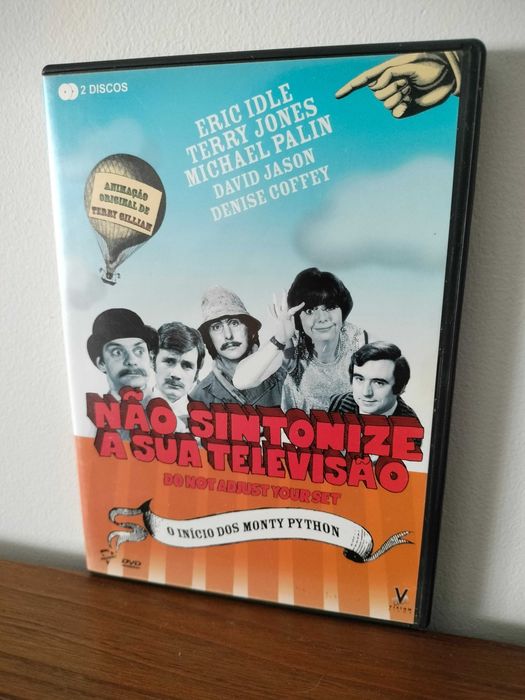 2 DISCOS
ERIC IDLE
TERRY JONES
MICHAEL PALIN
DAVID JASON
DENISE COFFEY
ANIMAÇÃO
ORIGINAL DE
TERRY GILLIAM
NÃO SINTONIZE
A SUA TELEVISÃO
DO NOT ADJUST YOUR SET
O INÍCIO DOS MONTY PYTHON
DVD